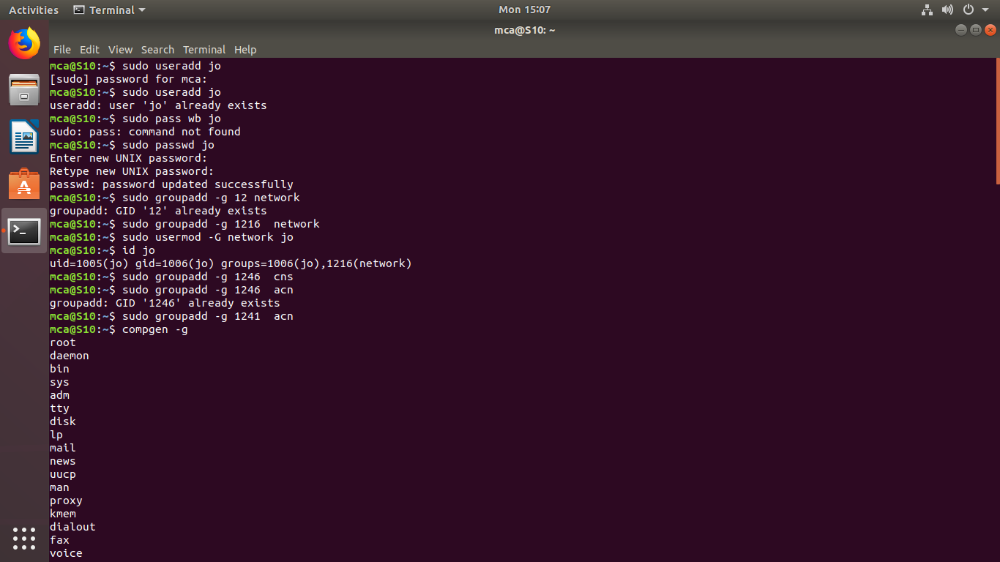 Activities Terminal Mon 15:07
mca@S10: ~
File Edit View Search Terminal Help
mca@S10:~$ sudo useradd jo
[sudo] password for mca:
mca@S10:~$ sudo useradd jo
useradd: user 'jo' already exists
mca@S10:~$ sudo pass wb jo
sudo: pass: command not found
mca@S10:~$ sudo passwd jo
Enter new UNIX password:
Retype new UNIX password:
passwd: password updated successfully
mca@S10:~$ sudo groupadd -g 12 network
groupadd: GID '12' already exists
mca@S10:~$ sudo groupadd -g 1216  network
mca@S10:~$ sudo usermod -G network jo
mca@S10:~$ id jo
uid=1005(jo) gid=1006(jo) groups=1006(jo),1216(network)
mca@S10:~$ sudo groupadd -g 1246  cns
mca@S10:~$ sudo groupadd -g 1246  acn
groupadd: GID '1246' already exists
mca@S10:~$ sudo groupadd -g 1241  acn
mca@S10:~$ compgen -g
root
daemon
bin
sys
adm
tty
disk
lp
mail
news
uucp
man
proxy
kmem
dialout
fax
voice